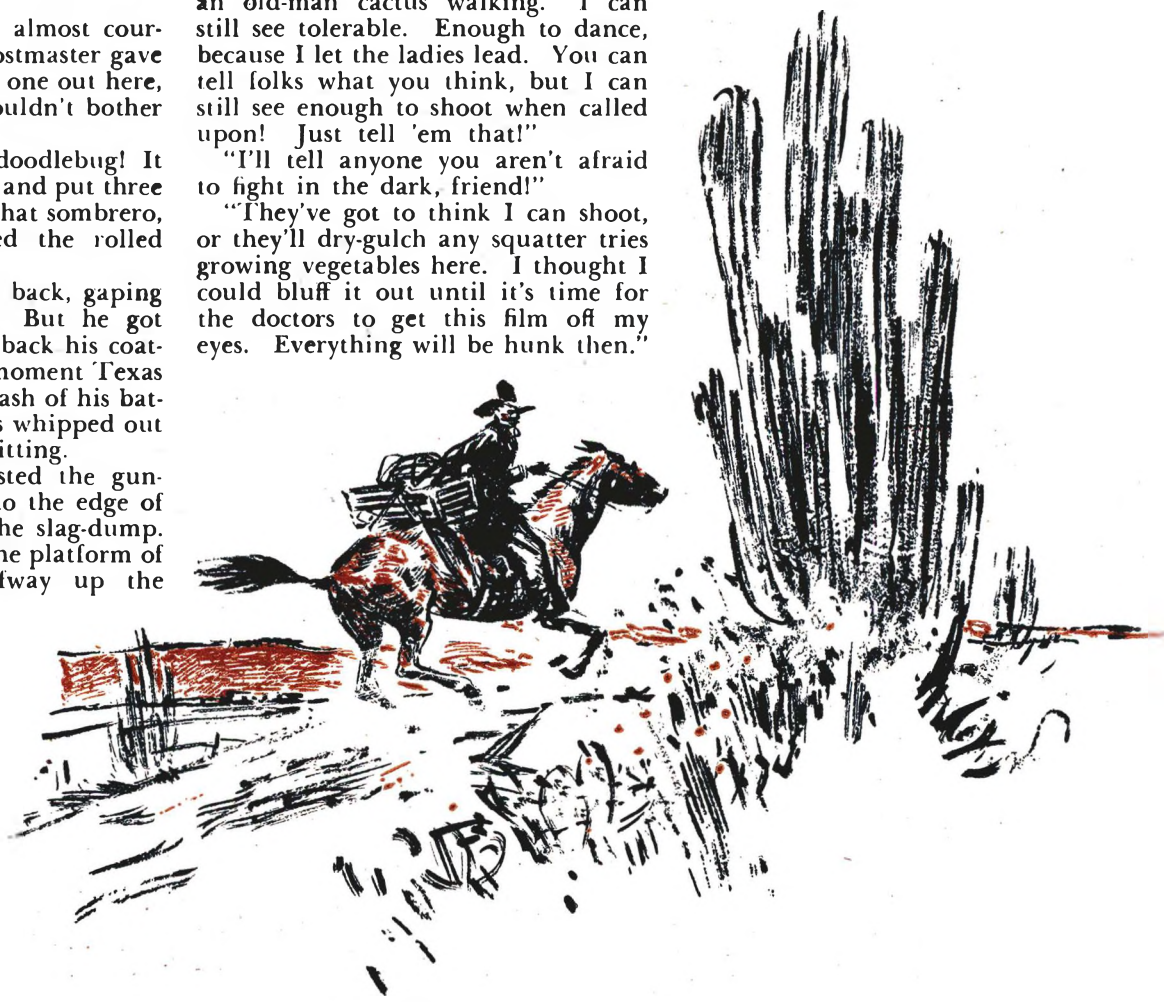 almost cour-
ostmaster gave
one out here,
ouldn't bother
doodlebug! It
and put three
hat sombrero,
ed the rolled
back, gaping
But he got
back his coat-
moment Texas
ash of his bat-
s whipped out
itting.
sted the gun-
to the edge of
he slag-dump.
he platform of
fway up the
an old-man cactus walking. I can
still see tolerable. Enough to dance,
because I let the ladies lead. You can
tell folks what you think, but I can
still see enough to shoot when called
upon! Just tell 'em that!”
“I'll tell anyone you aren't afraid
to fight in the dark, friend!”
“They've got to think I can shoot,
or they'll dry-gulch any squatter tries
growing vegetables here. I thought I
could bluff it out until it's time for
the doctors to get this film off my
eyes. Everything will be hunk then.”